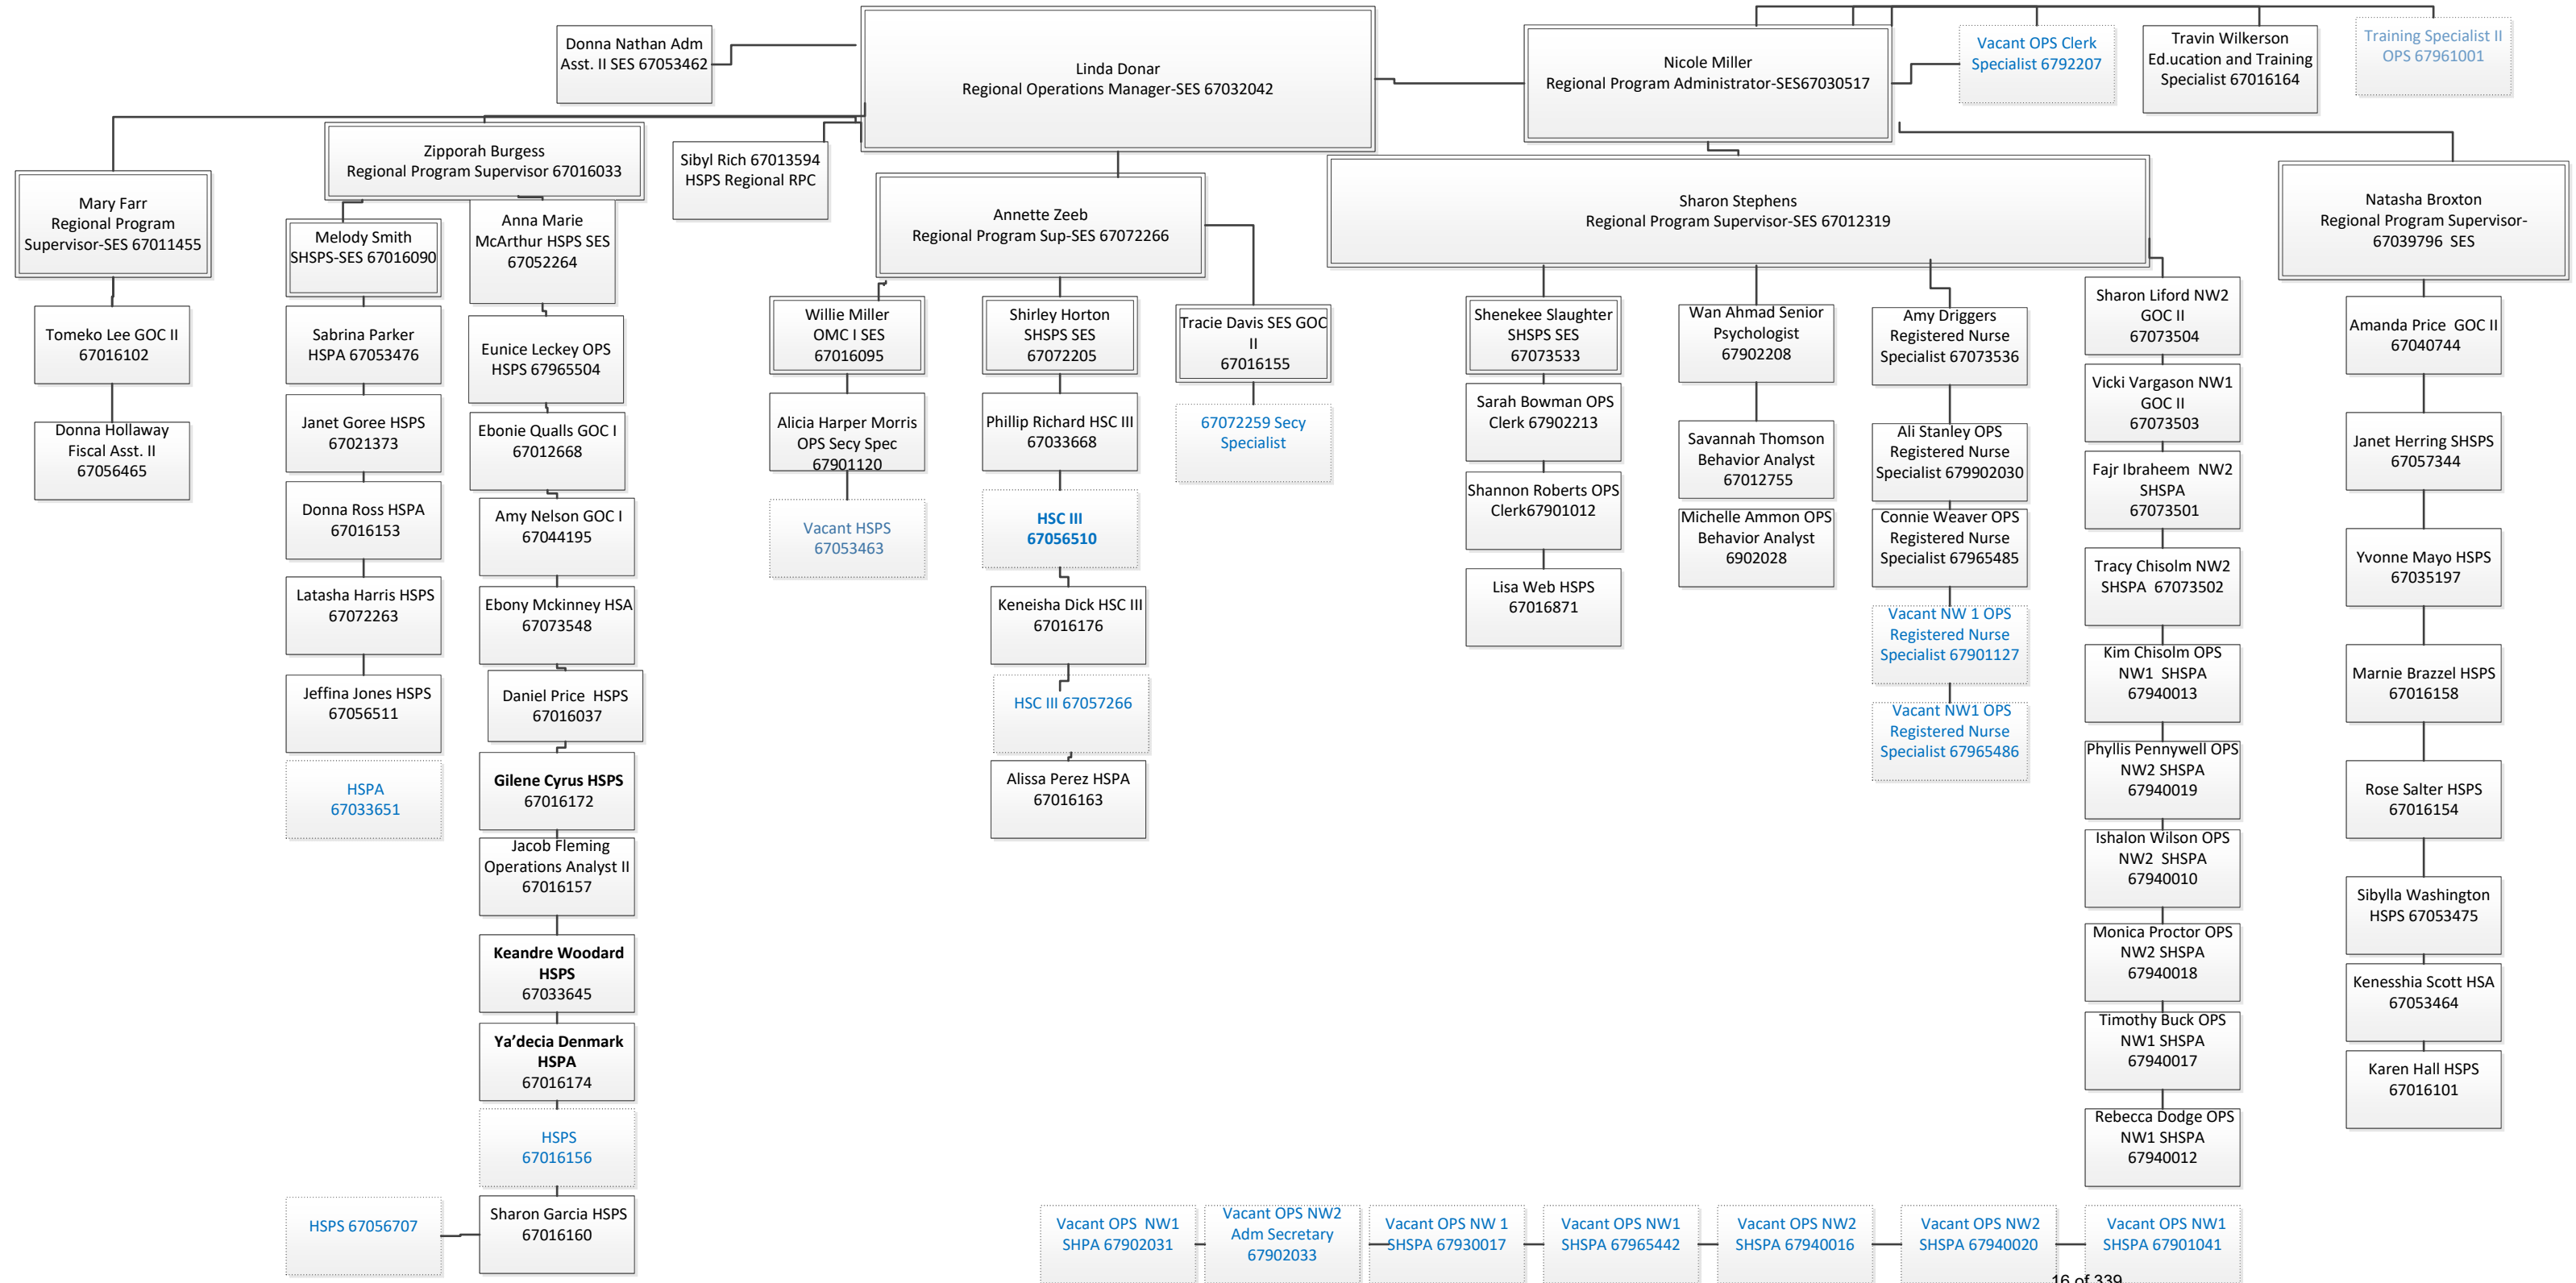 Donna Nathan Adm
Asst. II SES 67053462
Linda Donar
Regional Operations Manager-SES 67032042
Nicole Miller
Regional Program Administrator-SES67030517
Vacant OPS Clerk
Specialist 6792207
Travin Wilkerson
Ed.ucation and Training
Specialist 67016164
Training Specialist II
OPS 67961001
Mary Farr
Regional Program
Supervisor-SES 67011455
Tomeko Lee GOC II
67016102
Donna Hollaway
Fiscal Asst. II
67056465
Zipporah Burgess
Regional Program Supervisor 67016033
Melody Smith
SHSPS-SES 67016090
Sabrina Parker
HSPA 67053476
Janet Goree HSPS
67021373
Donna Ross HSPA
67016153
Latasha Harris HSPS
67072263
Jeffina Jones HSPS
67056511
HSPA
67033651
Anna Marie
McArthur HSPS SES
67052264
Eunice Leckey OPS
HSPS 67965504
Ebonie Qualls GOC I
67012668
Amy Nelson GOC I
67044195
Ebony Mckinney HSA
67073548
Daniel Price  HSPS
67016037
Gilene Cyrus HSPS
67016172
Jacob Fleming
Operations Analyst II
67016157
Keandre Woodard
HSPS
67033645
Ya’decia Denmark
HSPA
67016174
HSPS
67016156
Sharon Garcia HSPS
67016160
HSPS 67056707
Sibyl Rich 67013594
HSPS Regional RPC
Annette Zeeb
Regional Program Sup-SES 67072266
Willie Miller
OMC I SES
67016095
Alicia Harper Morris
OPS Secy Spec
67901120
Vacant HSPS
67053463
Shirley Horton
SHSPS SES
67072205
Phillip Richard HSC III
67033668
HSC III
67056510
Keneisha Dick HSC III
67016176
HSC III 67057266
Alissa Perez HSPA
67016163
Tracie Davis SES GOC
II
67016155
67072259 Secy
Specialist
Sharon Stephens
Regional Program Supervisor-SES 67012319
Shenekee Slaughter
SHSPS SES
67073533
Sarah Bowman OPS
Clerk 67902213
Shannon Roberts OPS
Clerk67901012
Lisa Web HSPS
67016871
Wan Ahmad Senior
Psychologist
67902208
Savannah Thomson
Behavior Analyst
67012755
Michelle Ammon OPS
Behavior Analyst
6902028
Amy Driggers
Registered Nurse
Specialist 67073536
Ali Stanley OPS
Registered Nurse
Specialist 679902030
Connie Weaver OPS
Registered Nurse
Specialist 67965485
Vacant NW 1 OPS
Registered Nurse
Specialist 67901127
Vacant NW1 OPS
Registered Nurse
Specialist 67965486
Sharon Liford NW2
GOC II
67073504
Vicki Vargason NW1
GOC II
67073503
Fajr Ibraheem  NW2
SHSPA
67073501
Tracy Chisolm NW2
SHSPA  67073502
Kim Chisolm OPS
NW1  SHSPA
67940013
Phyllis Pennywell OPS
NW2 SHSPA
67940019
Ishalon Wilson OPS
NW2  SHSPA
67940010
Monica Proctor OPS
NW2 SHSPA
67940018
Timothy Buck OPS
NW1 SHSPA
67940017
Rebecca Dodge OPS
NW1 SHSPA
67940012
Natasha Broxton
Regional Program Supervisor-
67039796  SES
Amanda Price  GOC II
67040744
Janet Herring SHSPS
67057344
Yvonne Mayo HSPS
67035197
Marnie Brazzel HSPS
67016158
Rose Salter HSPS
67016154
Sibylla Washington
HSPS 67053475
Kenesshia Scott HSA
67053464
Karen Hall HSPS
67016101
Vacant OPS  NW1
SHPA 67902031
Vacant OPS NW2
Adm Secretary
67902033
Vacant OPS NW 1
SHSPA 67930017
Vacant OPS NW1
SHSPA 67965442
Vacant OPS NW2
SHSPA 67940016
Vacant OPS NW2
SHSPA 67940020
Vacant OPS NW1
SHSPA 67901041
16 of 339